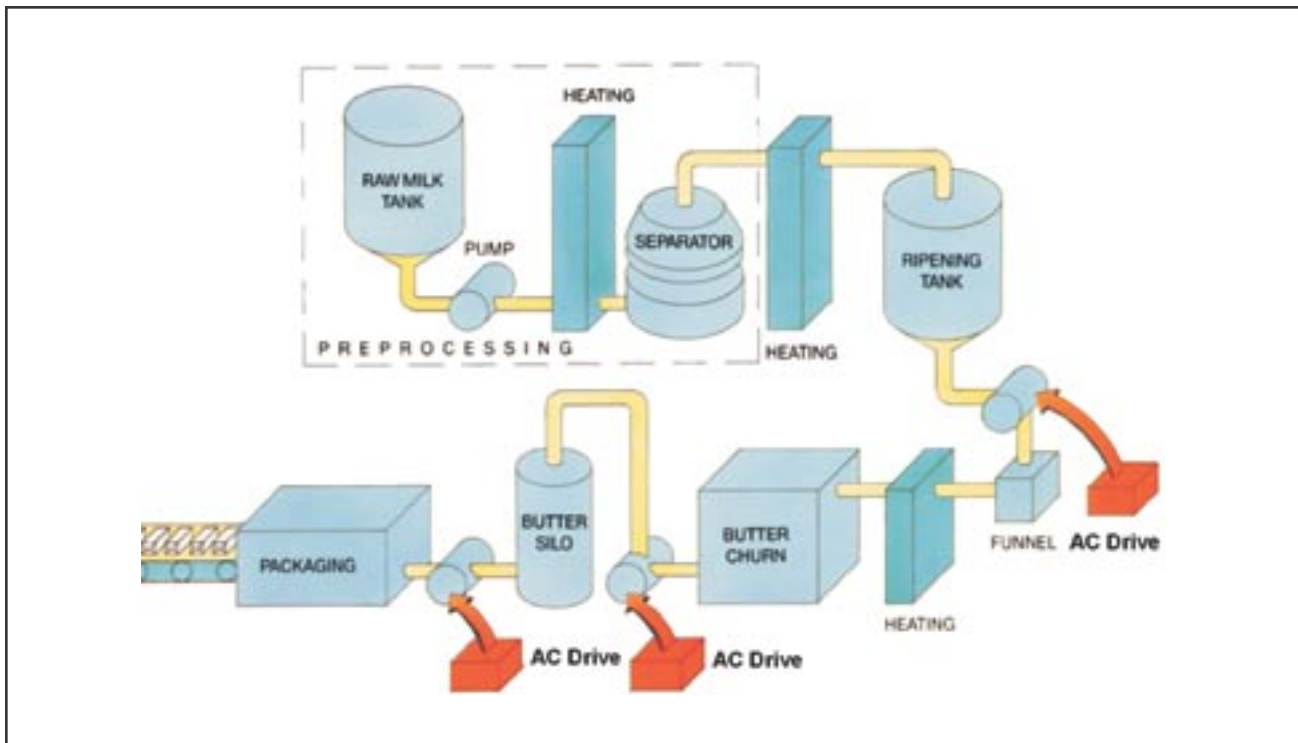 HEATING
RAW MILK
TANK
PUMP
SEPARATOR
RIPENING
TANK
PREPROCESSING
HEATING
BUTTER
SILO
BUTTER
CHURN
FUNNEL
AC Drive
PACKAGING
HEATING
AC Drive
AC Drive